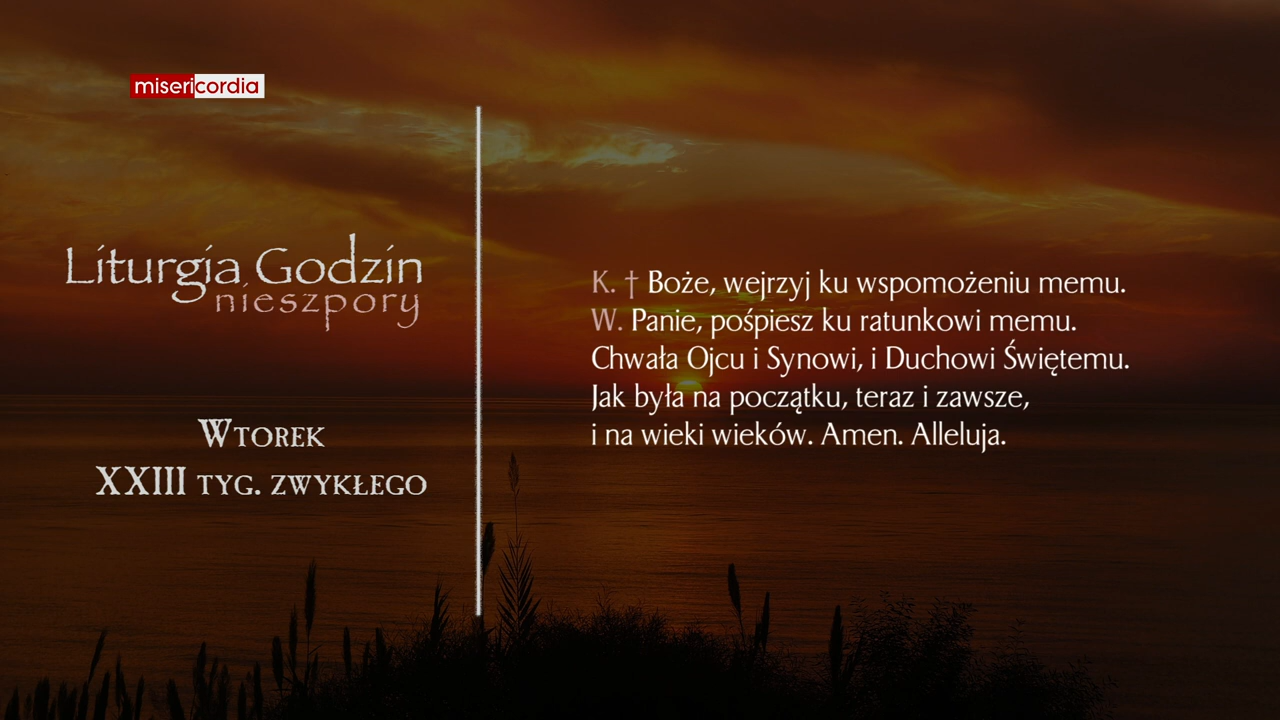 misericordia
Liturgia Godzin
nieszpory
Wtorek
XXIII tyg. zwykłego
K. † Boże, wejrzyj ku wspomożeniu memu.
W. Panie, pośpiesz ku ratunkowi memu.
Chwała Ojcu i Synowi, i Duchowi Świętemu.
Jak była na początku, teraz i zawsze,
i na wieki wieków. Amen. Alleluja.